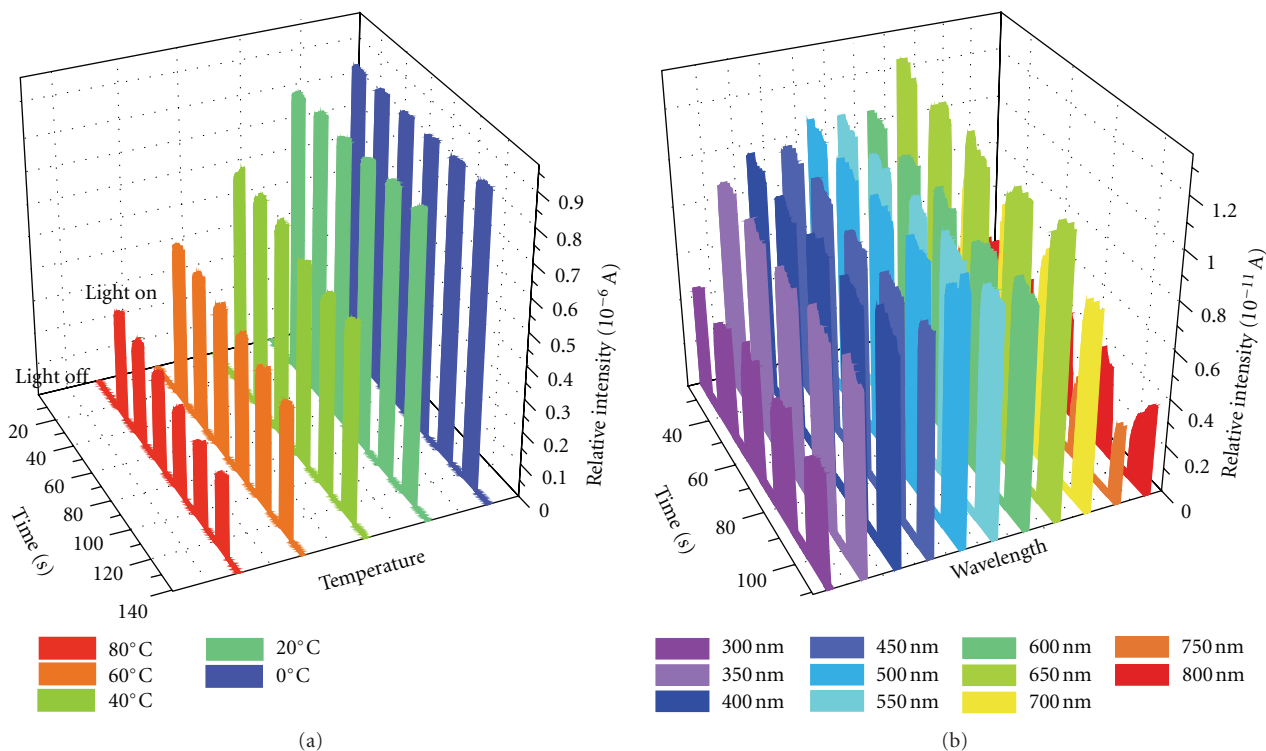 Light on
Light off
20
40
60
80
100
120
140
Time (s)
Temperature
0.9
0.8
0.7
0.6
0.5
0.4
0.3
0.2
0.1
0
Relative intensity (10⁻⁶ A)
80°C
60°C
40°C
20°C
0°C
(a)
40
60
80
100
Time (s)
Wavelength
1.2
1
0.8
0.6
0.4
0.2
0
Relative intensity (10⁻¹¹ A)
300 nm
350 nm
400 nm
450 nm
500 nm
550 nm
600 nm
650 nm
700 nm
750 nm
800 nm
(b)